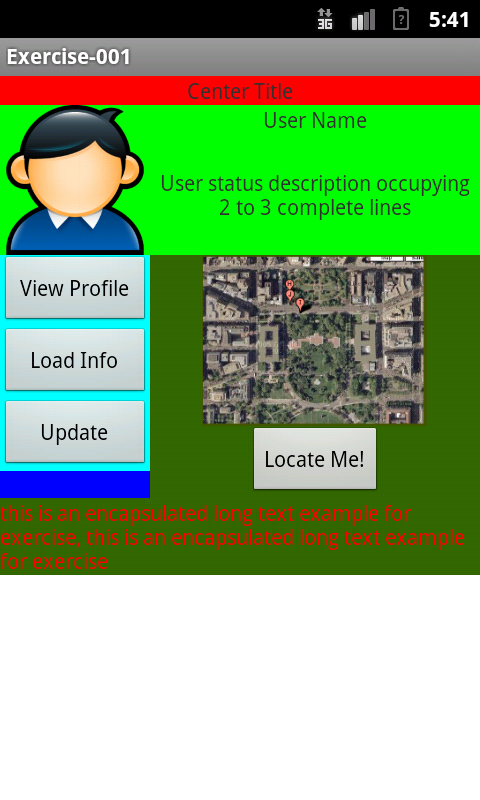 3G
?
5:41
Exercise-001
Center Title
User Name
User status description occupying
2 to 3 complete lines
View Profile
Load Info
Update
Locate Me!
this is an encapsulated long text example for
exercise, this is an encapsulated long text example
for exercise